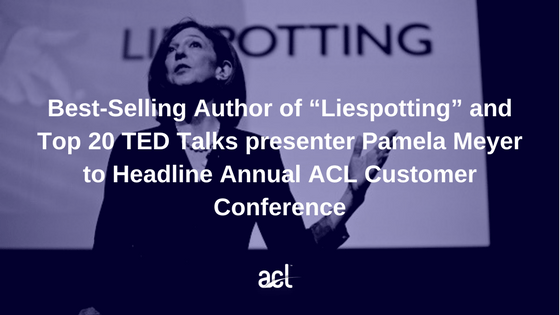 LIESPOTTING
Best-Selling Author of “Liespotting” and
Top 20 TED Talks presenter Pamela Meyer
to Headline Annual ACL Customer
Conference
acl